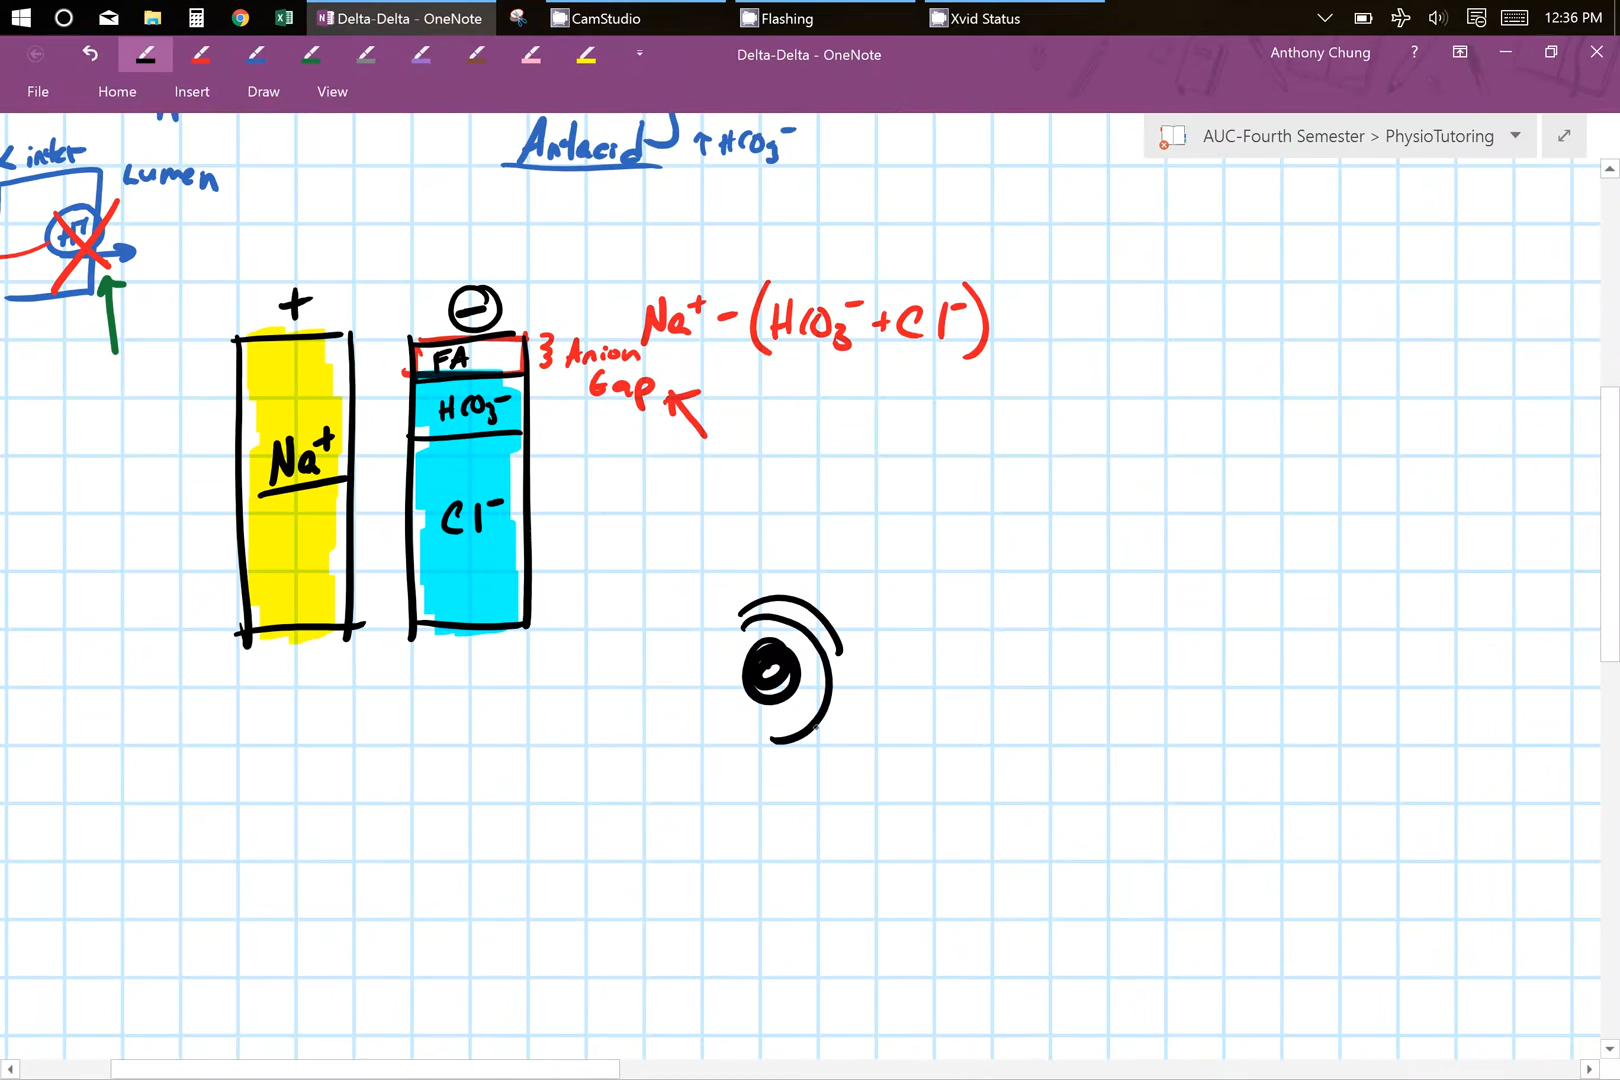 Delta-Delta - OneNote
CamStudio
Flashing
Xvid Status
12:36 PM
Delta-Delta - OneNote
Anthony Chung
?
File
Home
Insert
Draw
View
AUC-Fourth Semester > PhysioTutoring
Antacid ↑HCO₃⁻
inter
Lumen
+
−
Na⁺ − (HCO₃⁻ + Cl⁻)
FA
} Anion
Gap
HCO₃⁻
Na⁺
Cl⁻